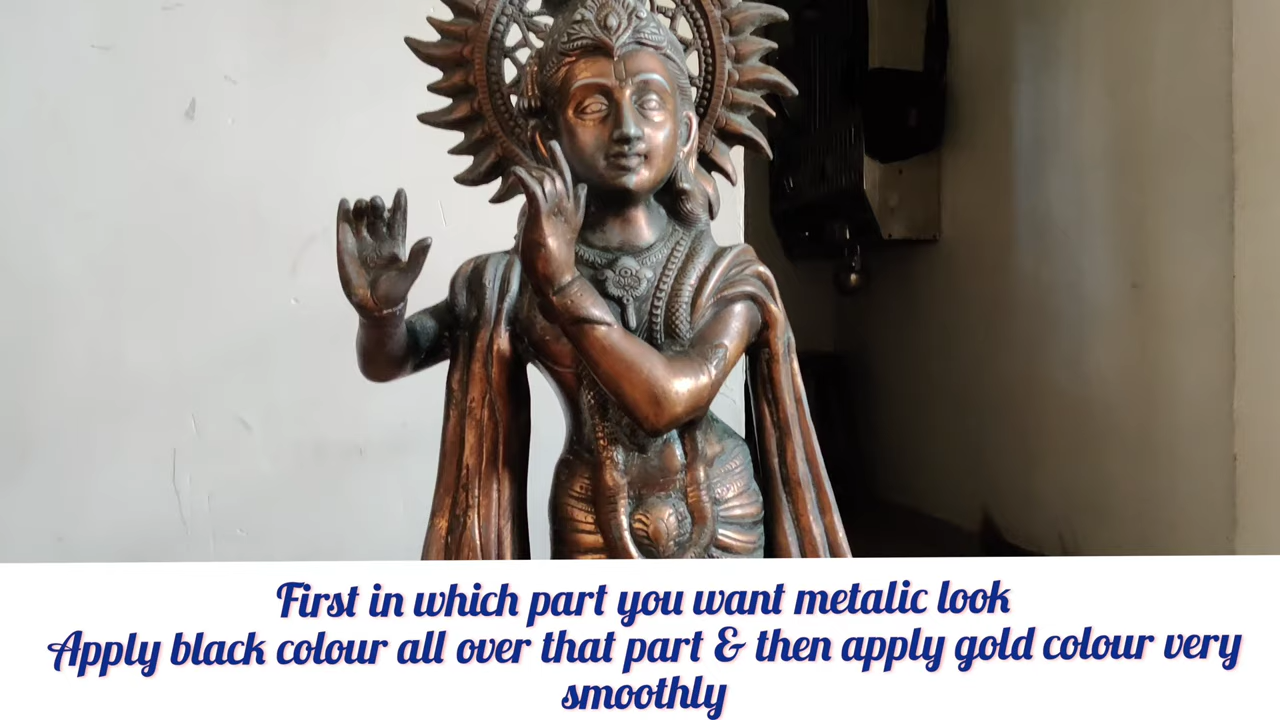 First in which part you want metalic look
Apply black colour all over that part & then apply gold colour very
smoothly